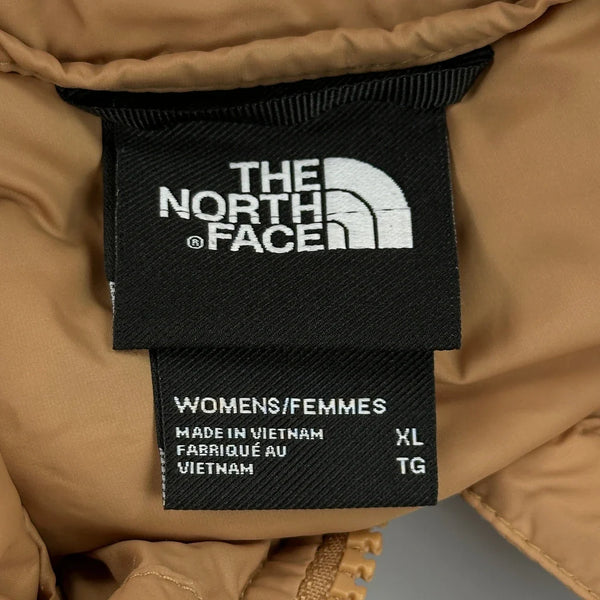 THE
NORTH
® FACE
WOMENS/FEMMES
MADE IN VIETNAM XL
FABRIQUÉ AU
VIETNAM TG